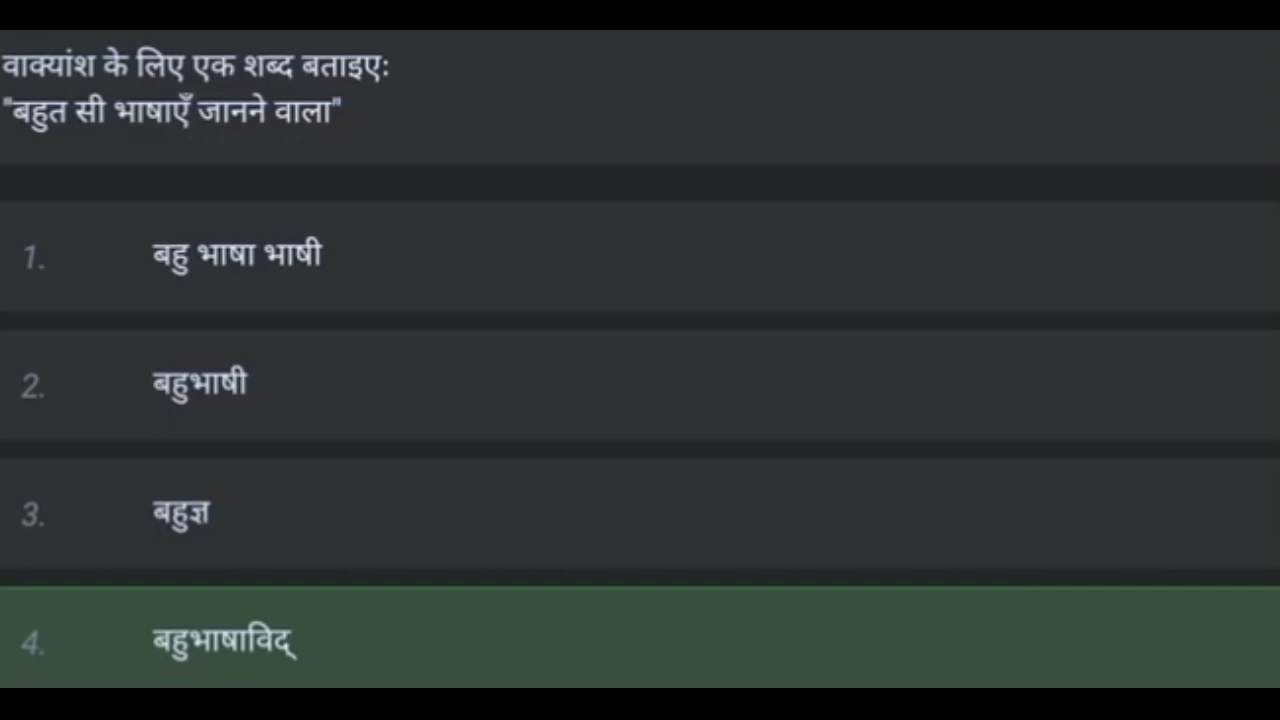 वाक्यांश के लिए एक शब्द बताइए:
"बहुत सी भाषाएँ जानने वाला"
1. बहु भाषा भाषी
2. बहुभाषी
3. बहुज्ञ
4. बहुभाषाविद्